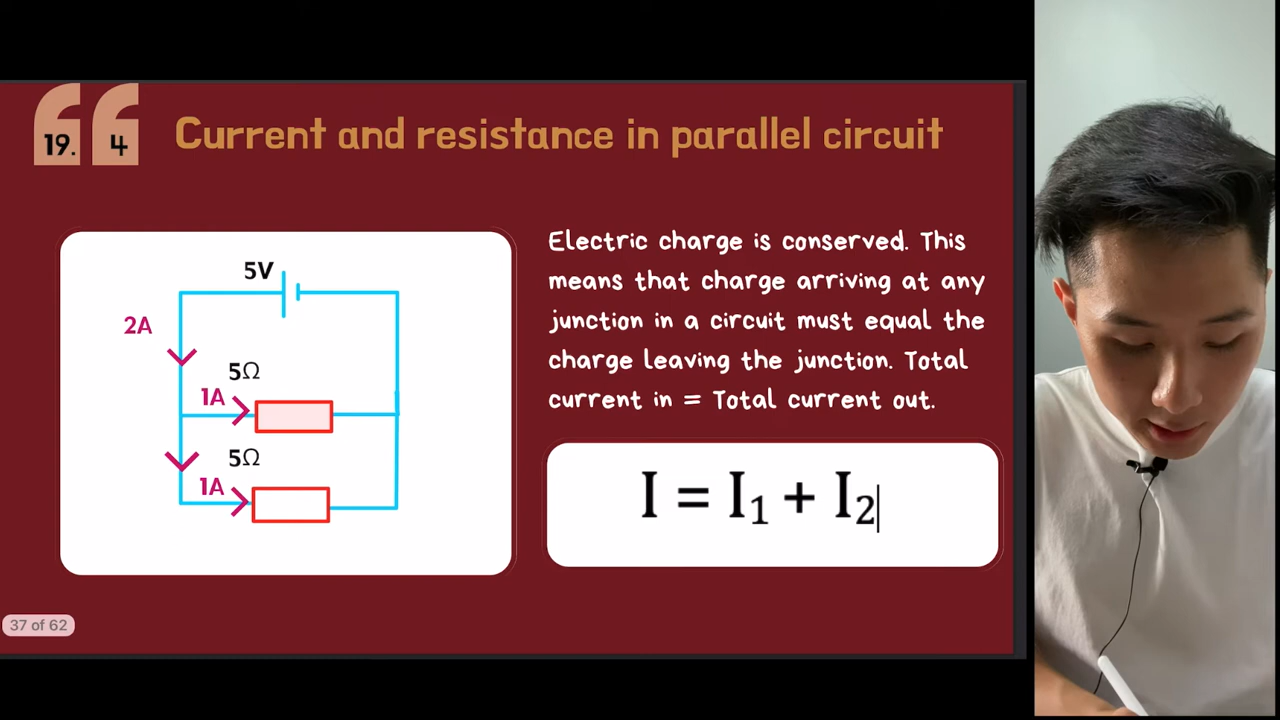 19. 4
Current and resistance in parallel circuit
5V
2A
5Ω
1A
5Ω
1A
Electric charge is conserved. This
means that charge arriving at any
junction in a circuit must equal the
charge leaving the junction. Total
current in = Total current out.
I = I₁ + I₂
37 of 62